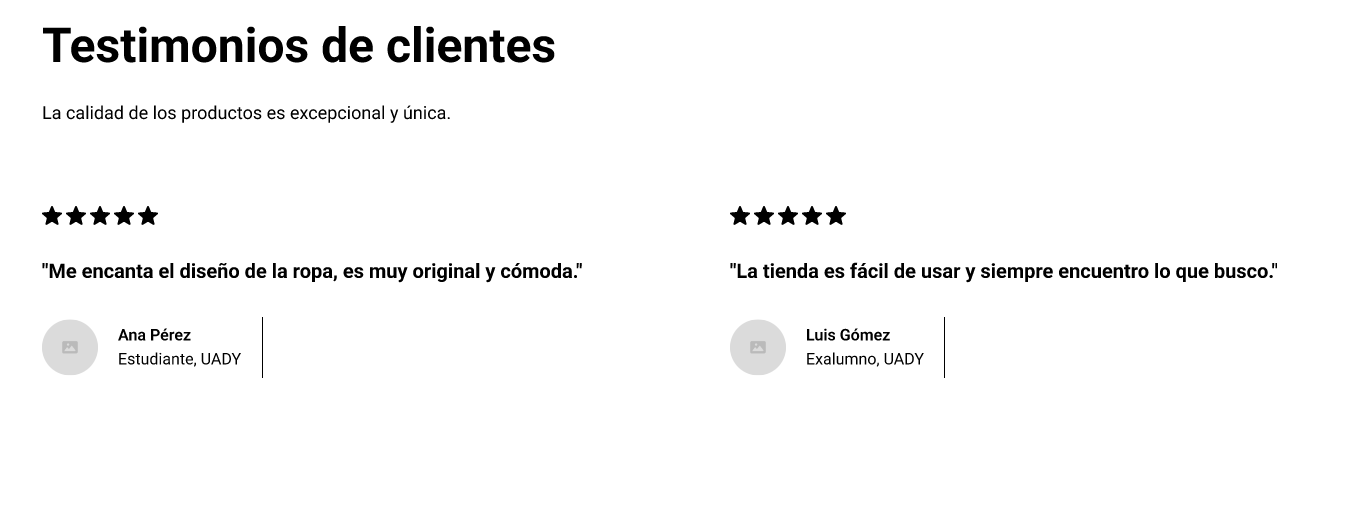 Testimonios de clientes
La calidad de los productos es excepcional y única.
"Me encanta el diseño de la ropa, es muy original y cómoda."
Ana Pérez
Estudiante, UADY
"La tienda es fácil de usar y siempre encuentro lo que busco."
Luis Gómez
Exalumno, UADY